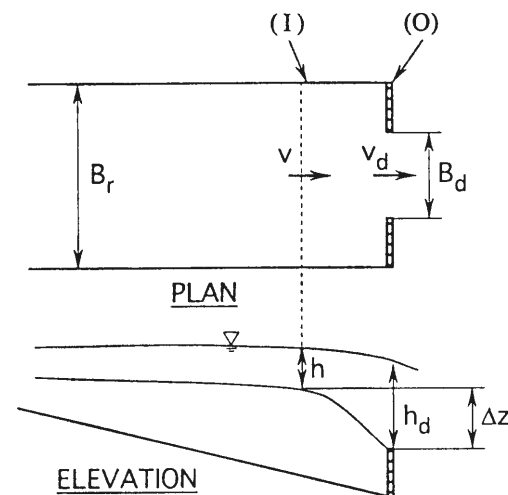 (I) (O)
v v_d
B_r B_d
PLAN
h
h_d Δz
ELEVATION